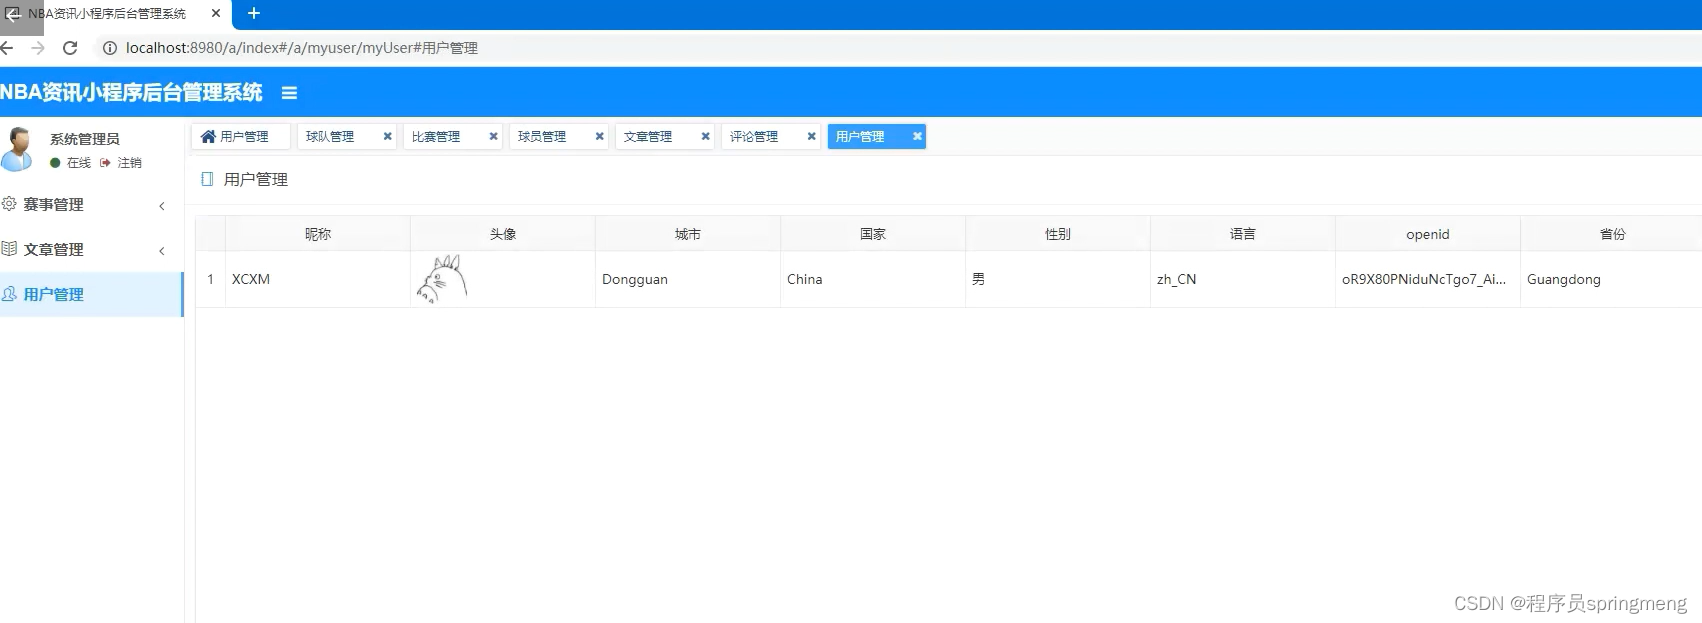 NBA资讯小程序后台管理系统
localhost:8980/a/index#/a/myuser/myUser#用户管理
NBA资讯小程序后台管理系统
系统管理员
在线 注销
赛事管理
文章管理
用户管理
用户管理 球队管理 比赛管理 球员管理 文章管理 评论管理 用户管理
用户管理
昵称 头像 城市 国家 性别 语言 openid 省份
1 XCXM Dongguan China 男 zh_CN oR9X80PNiduNcTgo7_Ai... Guangdong
CSDN @程序员springmeng